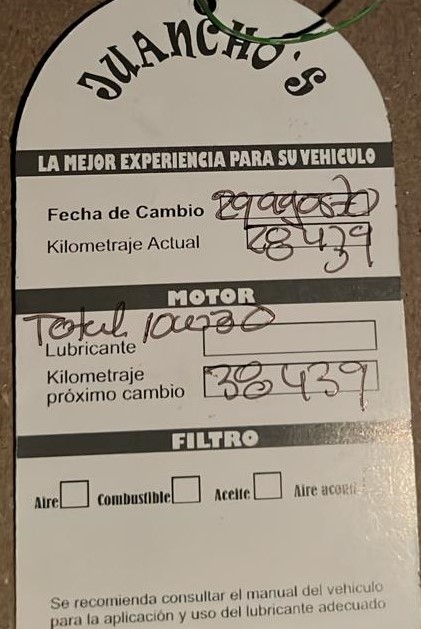 JUANCHO'S
LA MEJOR EXPERIENCIA PARA SU VEHICULO
Fecha de Cambio 29 agosto
Kilometraje Actual 28439
MOTOR
Total 10W30
Lubricante
Kilometraje
próximo cambio 38439
FILTRO
Aire Combustible Aceite Aire
Se recomienda consultar el manual del vehiculo
para la aplicación y uso del lubricante adecuado